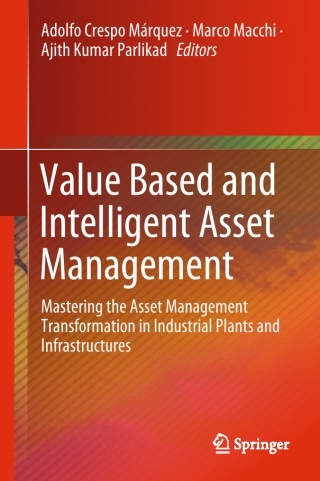 Adolfo Crespo Márquez · Marco Macchi ·
Ajith Kumar Parlikad Editors
Value Based and
Intelligent Asset
Management
Mastering the Asset Management
Transformation in Industrial Plants and
Infrastructures
Springer